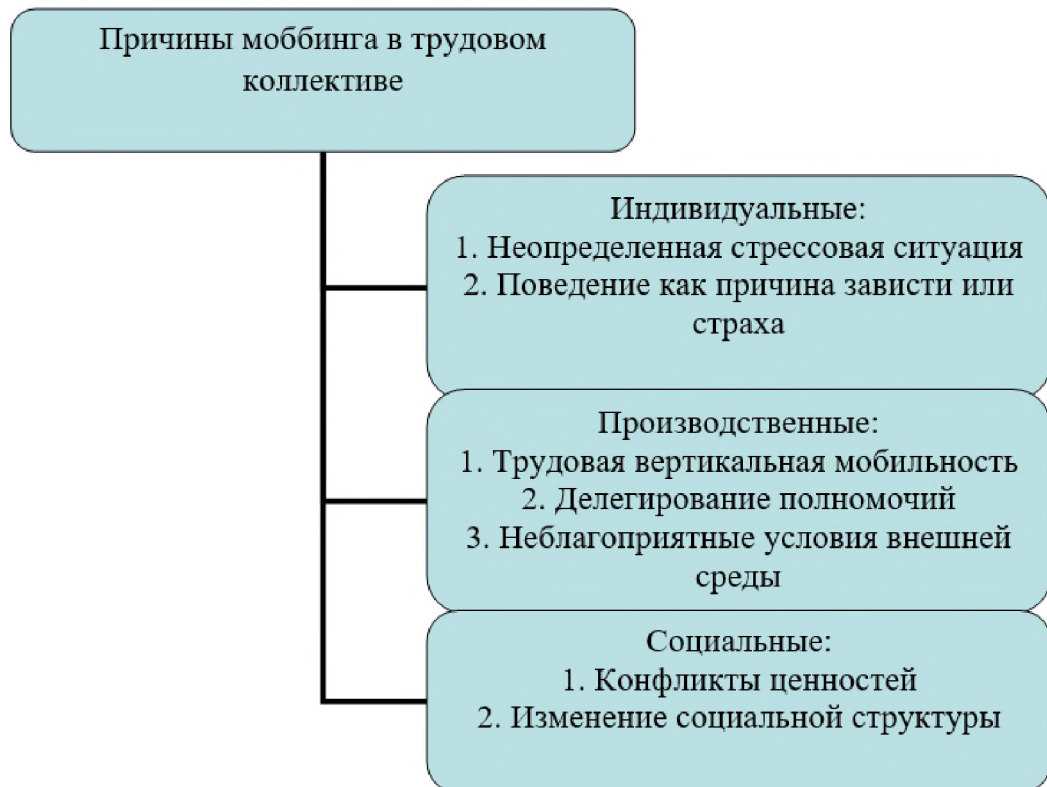 Причины моббинга в трудовом
коллективе
Индивидуальные:
1. Неопределенная стрессовая ситуация
2. Поведение как причина зависти или
страха
Производственные:
1. Трудовая вертикальная мобильность
2. Делегирование полномочий
3. Неблагоприятные условия внешней
среды
Социальные:
1. Конфликты ценностей
2. Изменение социальной структуры